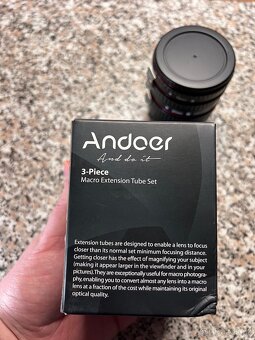 Andoer
And do it
3-Piece
Macro Extension Tube Set
Extension tubes are designed to enable a lens to focus
closer than its normal set minimum focusing distance.
Getting closer has the effect of magnifying your subject
(making it appear larger in the viewfinder and in your
pictures).They are exceptionally useful for macro photogra-
phy, enabling you to convert almost any lens into a macro
lens at a fraction of the cost while maintaining its original
optical quality.